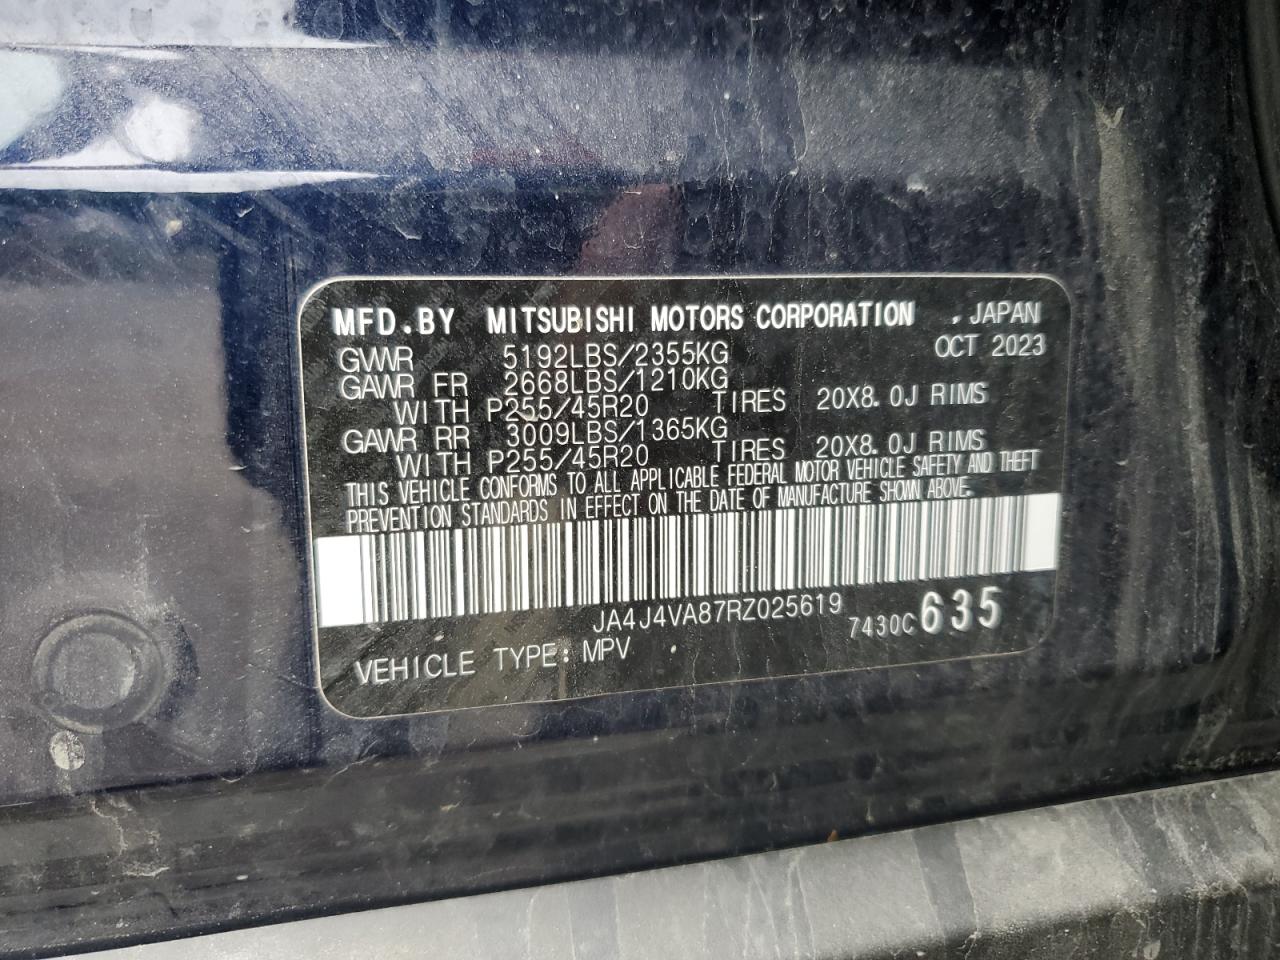 MFD.BY MITSUBISHI MOTORS CORPORATION , JAPAN
GVWR 5192LBS/2355KG OCT 2023
GAWR FR 2668LBS/1210KG
WITH P255/45R20 TIRES 20X8.0J RIMS
GAWR RR 3009LBS/1365KG
WITH P255/45R20 TIRES 20X8.0J RIMS
THIS VEHICLE CONFORMS TO ALL APPLICABLE FEDERAL MOTOR VEHICLE SAFETY AND THEFT
PREVENTION STANDARDS IN EFFECT ON THE DATE OF MANUFACTURE SHOWN ABOVE.
JA4J4VA87RZ025619 7430C 635
VEHICLE TYPE: MPV